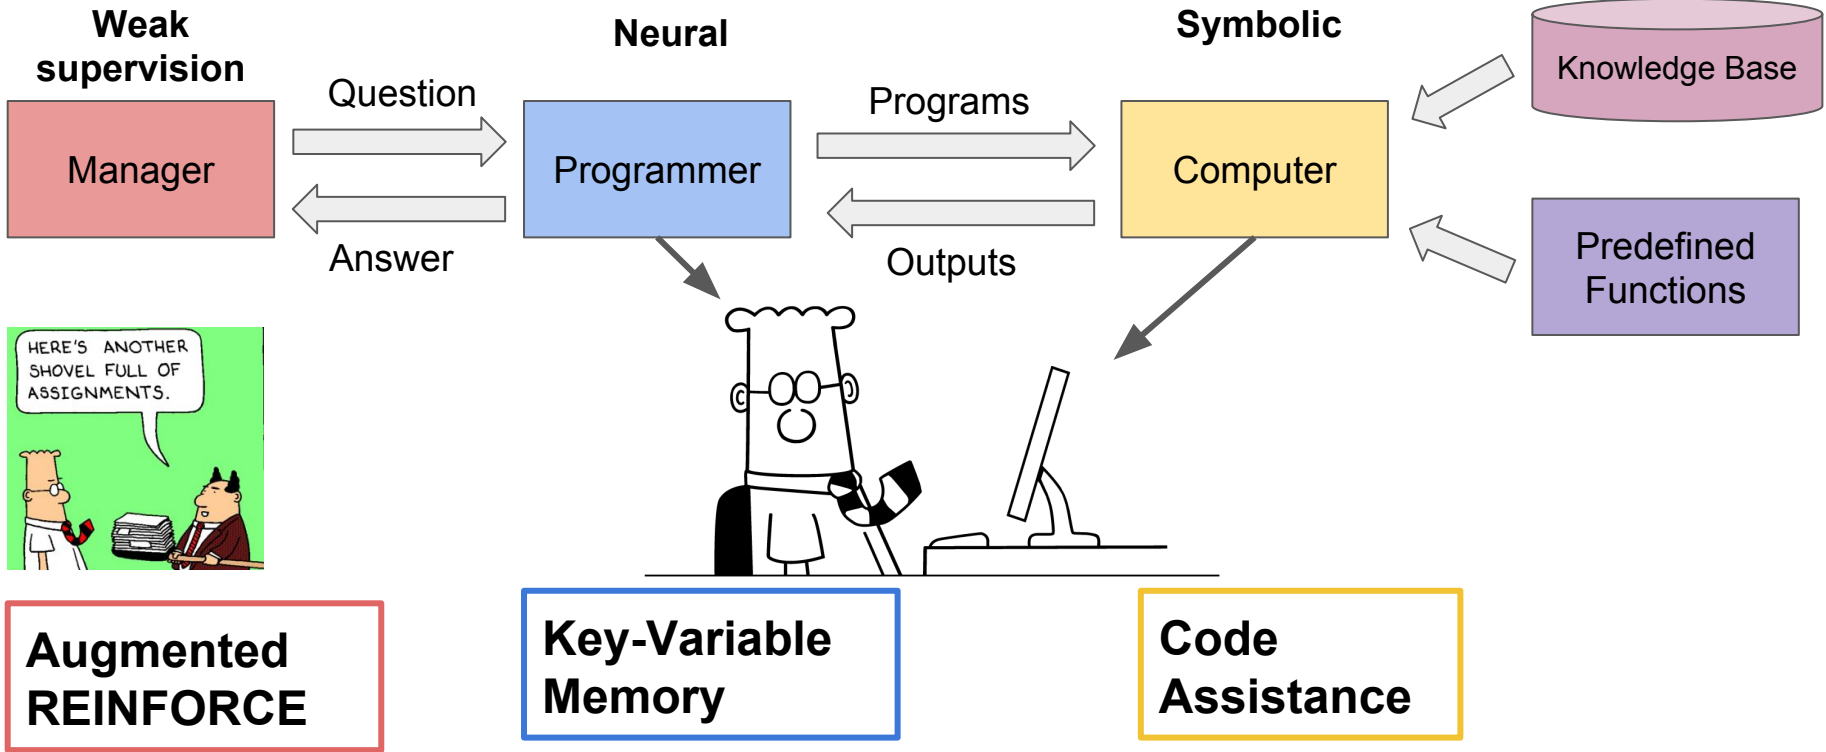 Weak
supervision
Neural
Symbolic
Manager
Question
Answer
Programmer
Programs
Outputs
Computer
Knowledge Base
Predefined
Functions
HERE'S ANOTHER
SHOVEL FULL OF
ASSIGNMENTS.
Augmented
REINFORCE
Key-Variable
Memory
Code
Assistance